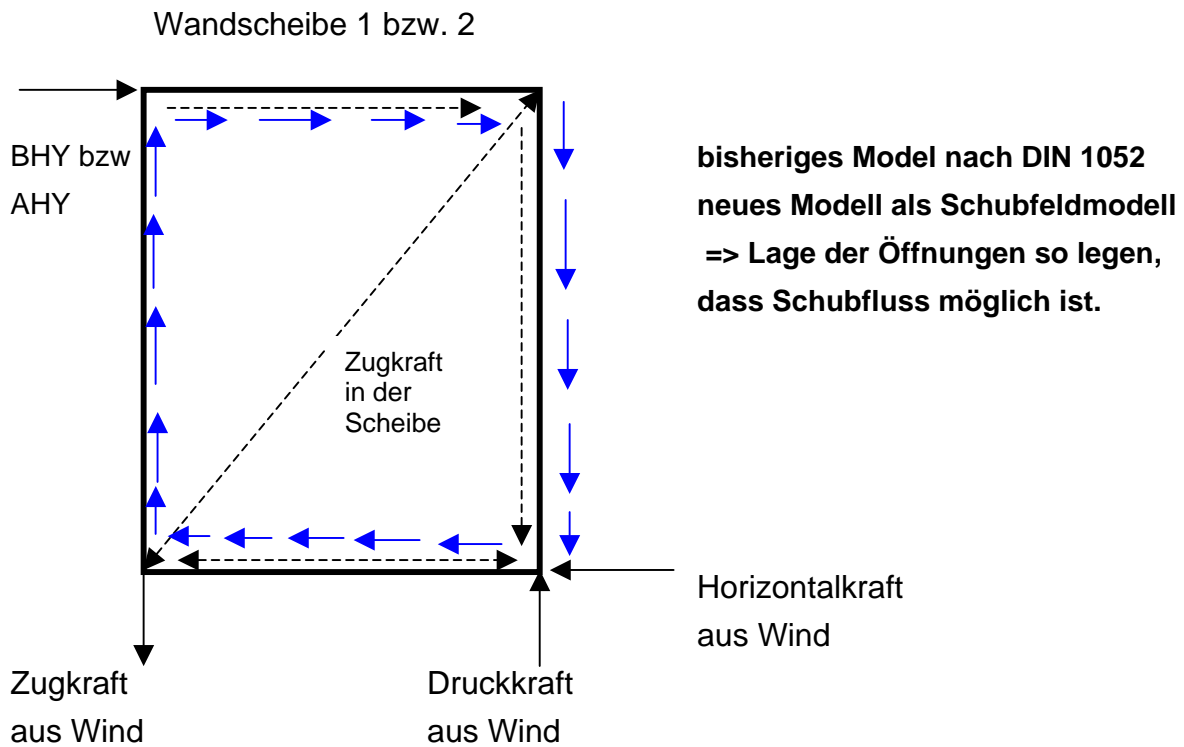 Wandscheibe 1 bzw. 2
BHY bzw
AHY
bisheriges Model nach DIN 1052
neues Modell als Schubfeldmodell
=> Lage der Öffnungen so legen,
dass Schubfluss möglich ist.
Zugkraft
in der
Scheibe
Horizontalkraft
aus Wind
Zugkraft
aus Wind
Druckkraft
aus Wind